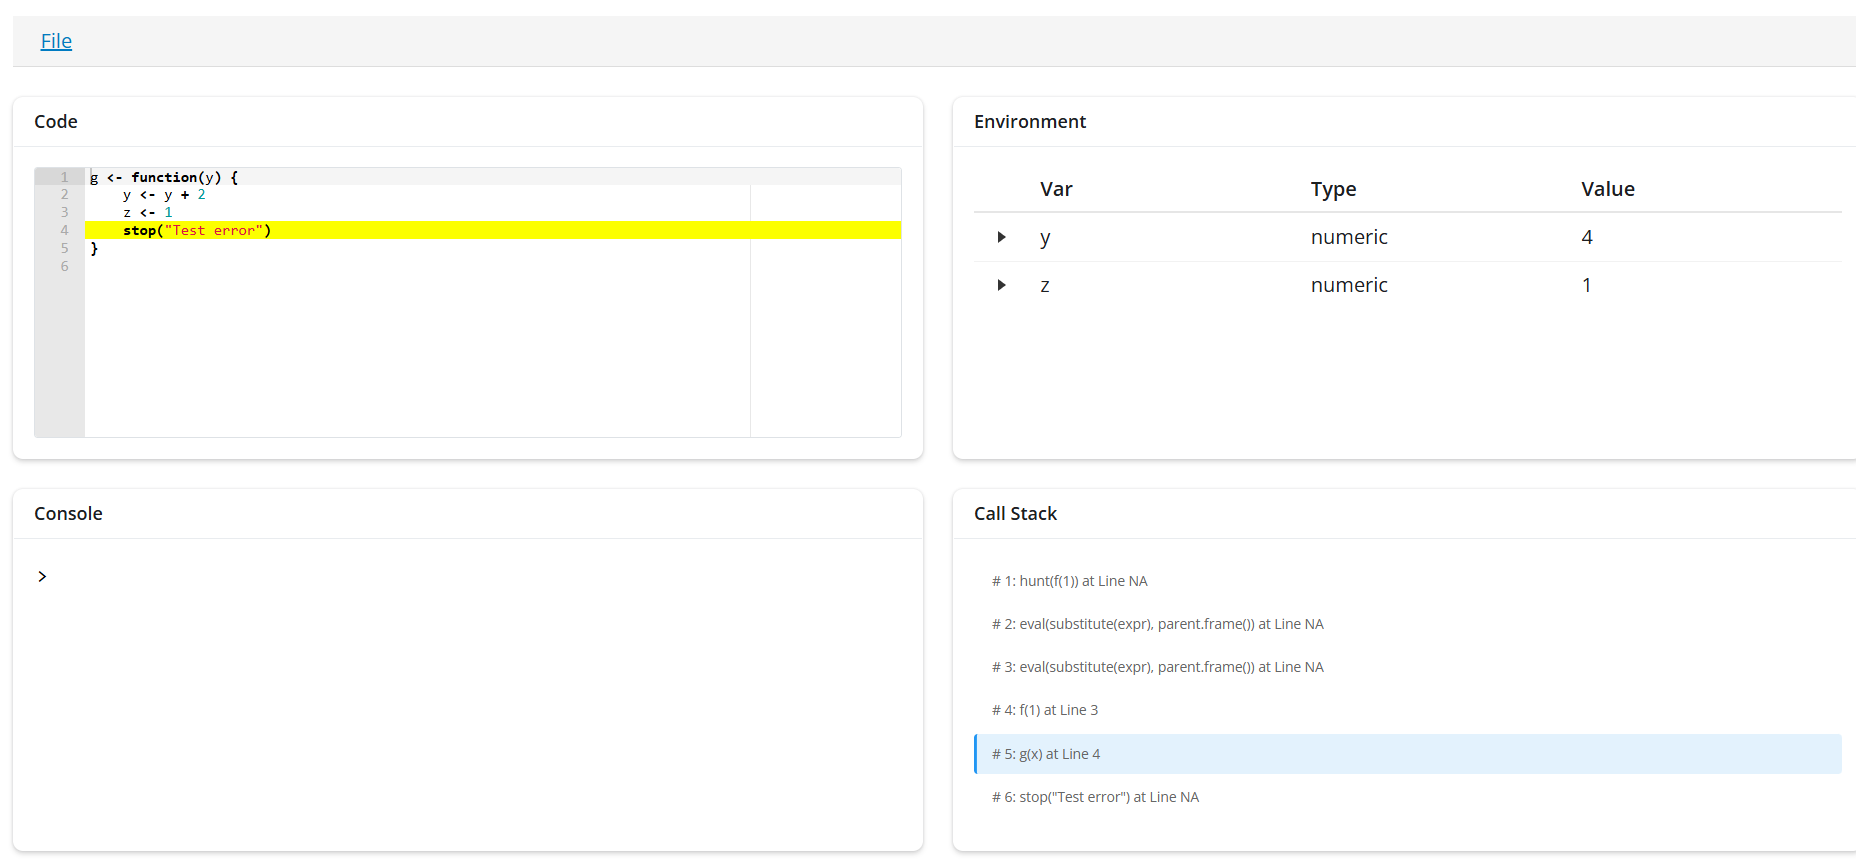 File
Code
1 g <- function(y) {
2     y <- y + 2
3     z <- 1
4     stop("Test error")
5 }
6
Environment
Var Type Value
y numeric 4
z numeric 1
Console
>
Call Stack
# 1: hunt(f(1)) at Line NA
# 2: eval(substitute(expr), parent.frame()) at Line NA
# 3: eval(substitute(expr), parent.frame()) at Line NA
# 4: f(1) at Line 3
# 5: g(x) at Line 4
# 6: stop("Test error") at Line NA